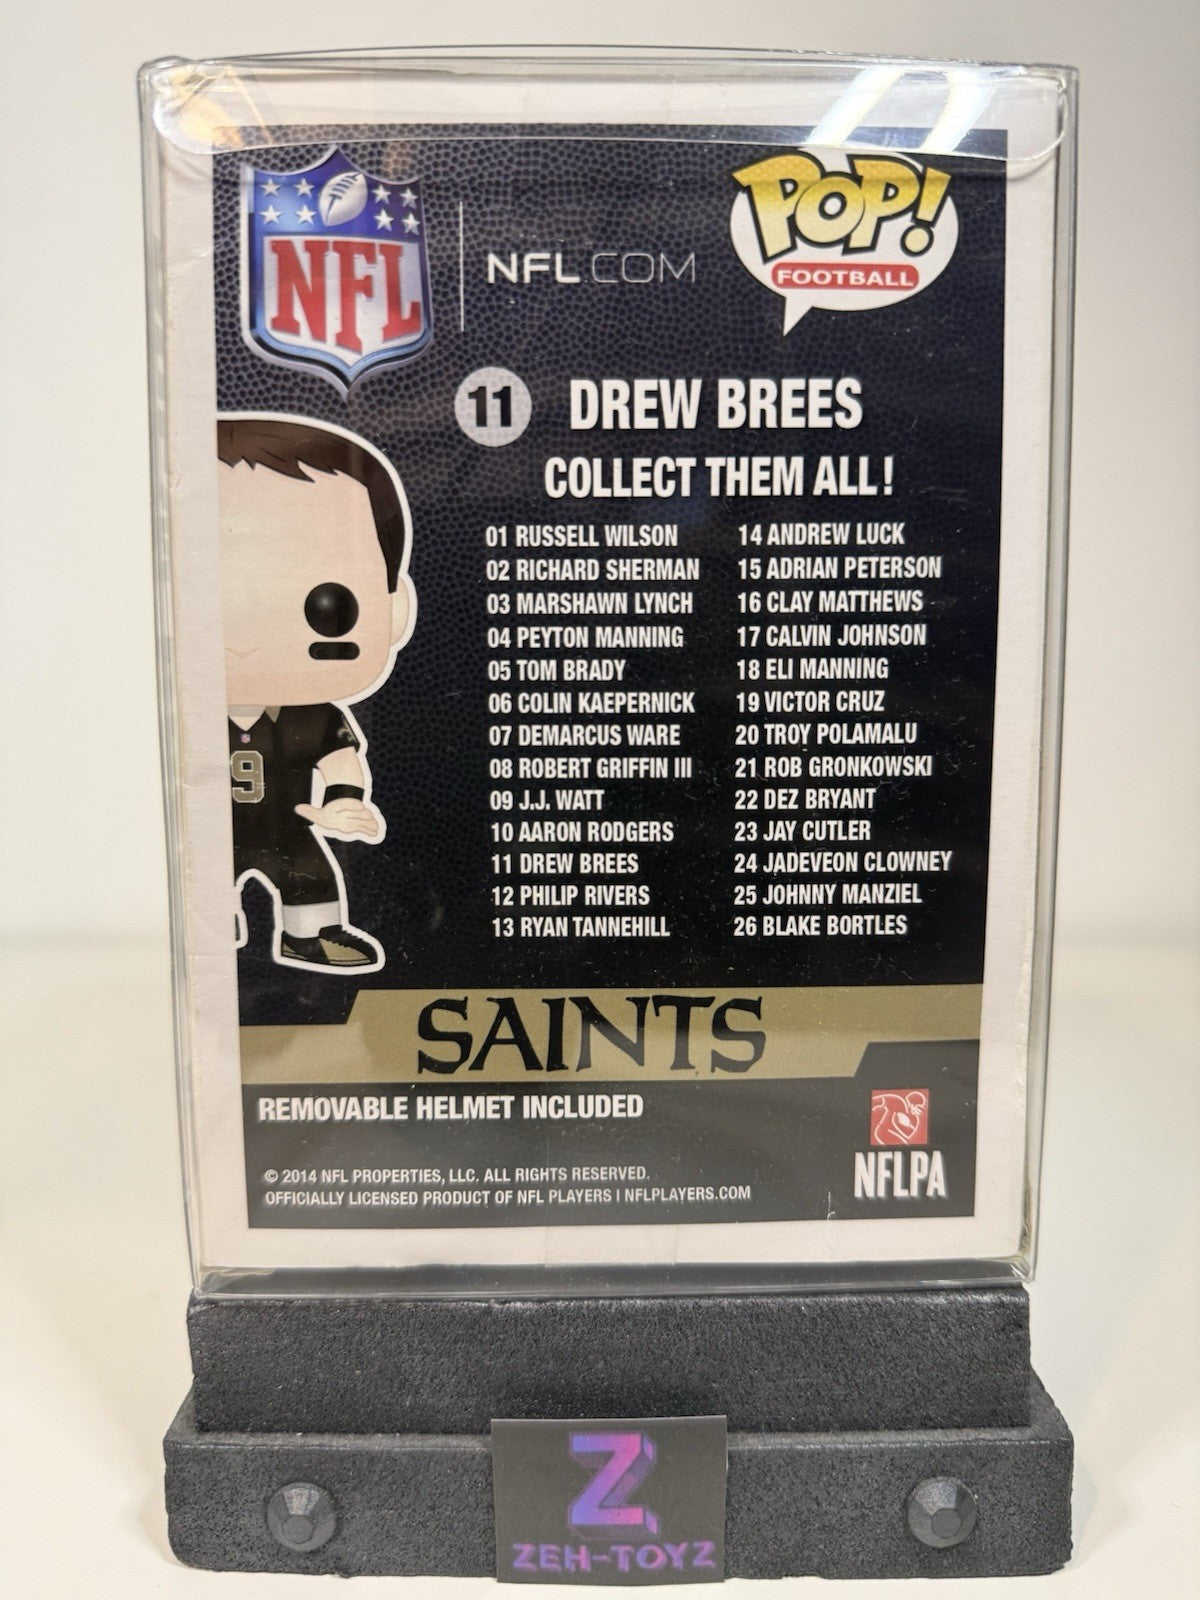 NFL
NFL.COM
POP!
FOOTBALL
11 DREW BREES
COLLECT THEM ALL!
01 RUSSELL WILSON
02 RICHARD SHERMAN
03 MARSHAWN LYNCH
04 PEYTON MANNING
05 TOM BRADY
06 COLIN KAEPERNICK
07 DEMARCUS WARE
08 ROBERT GRIFFIN III
09 J.J. WATT
10 AARON RODGERS
11 DREW BREES
12 PHILIP RIVERS
13 RYAN TANNEHILL
14 ANDREW LUCK
15 ADRIAN PETERSON
16 CLAY MATTHEWS
17 CALVIN JOHNSON
18 ELI MANNING
19 VICTOR CRUZ
20 TROY POLAMALU
21 ROB GRONKOWSKI
22 DEZ BRYANT
23 JAY CUTLER
24 JADEVEON CLOWNEY
25 JOHNNY MANZIEL
26 BLAKE BORTLES
9
SAINTS
REMOVABLE HELMET INCLUDED
© 2014 NFL PROPERTIES, LLC. ALL RIGHTS RESERVED.
OFFICIALLY LICENSED PRODUCT OF NFL PLAYERS | NFLPLAYERS.COM
NFLPA
Z
ZEH-TOYZ